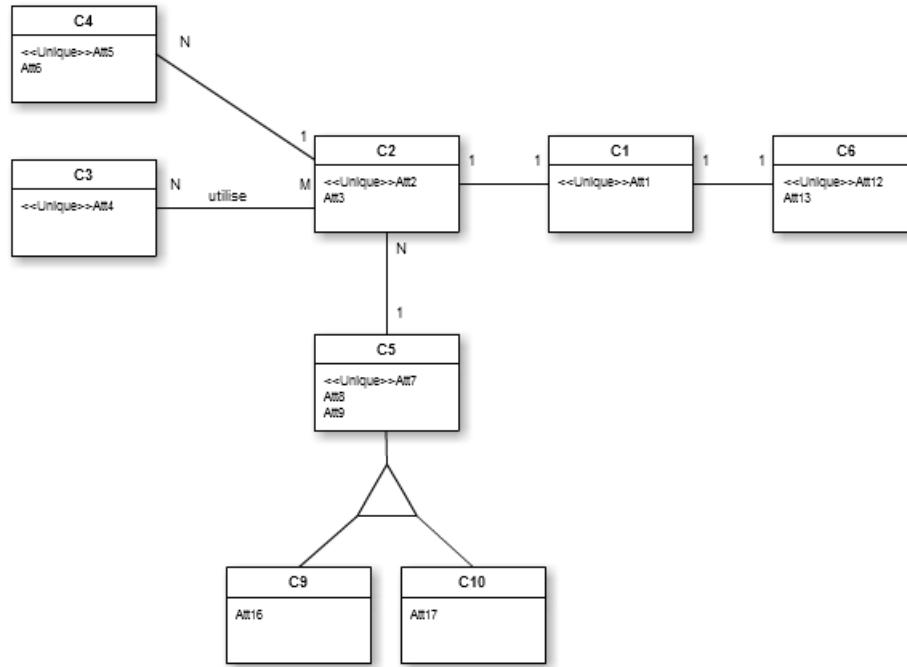 C4
<<Unique>>Att5
Att6
N
1
C3
<<Unique>>Att4
N
utilise
M
C2
<<Unique>>Att2
Att3
1
1
C1
<<Unique>>Att1
1
1
C6
<<Unique>>Att12
Att13
N
1
C5
<<Unique>>Att7
Att8
Att9
C9
Att16
C10
Att17